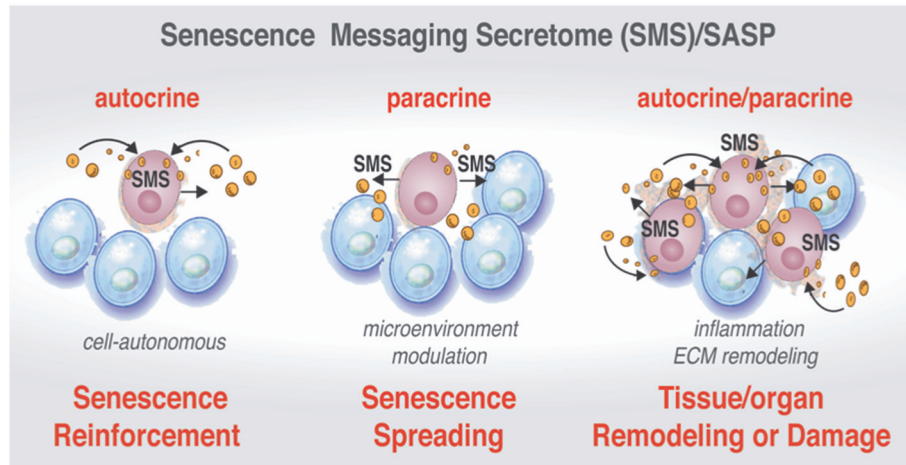 Senescence Messaging Secretome (SMS)/SASP
autocrine
SMS
cell-autonomous
Senescence
Reinforcement
paracrine
SMS
SMS
microenvironment
modulation
Senescence
Spreading
autocrine/paracrine
SMS
SMS
SMS
inflammation
ECM remodeling
Tissue/organ
Remodeling or Damage